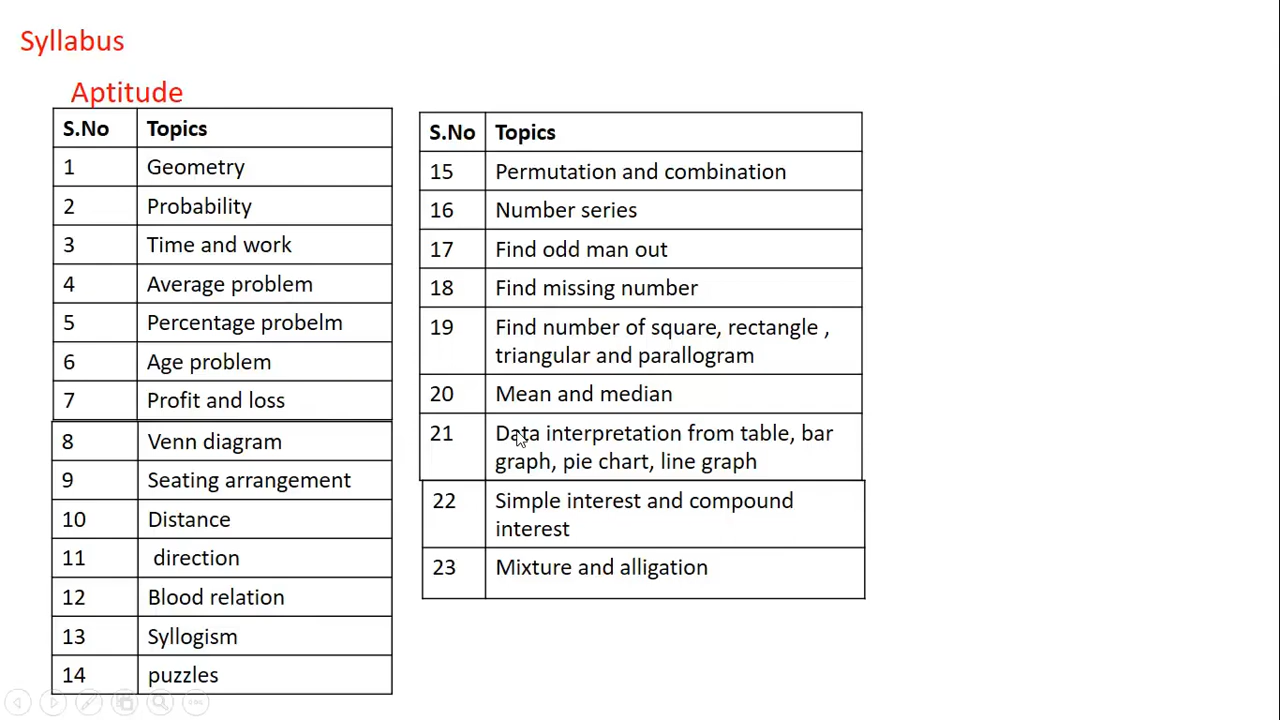 Syllabus
Aptitude
S.No Topics
1 Geometry
2 Probability
3 Time and work
4 Average problem
5 Percentage probelm
6 Age problem
7 Profit and loss
8 Venn diagram
9 Seating arrangement
10 Distance
11 direction
12 Blood relation
13 Syllogism
14 puzzles
S.No Topics
15 Permutation and combination
16 Number series
17 Find odd man out
18 Find missing number
19 Find number of square, rectangle ,
triangular and parallogram
20 Mean and median
21 Data interpretation from table, bar
graph, pie chart, line graph
22 Simple interest and compound
interest
23 Mixture and alligation